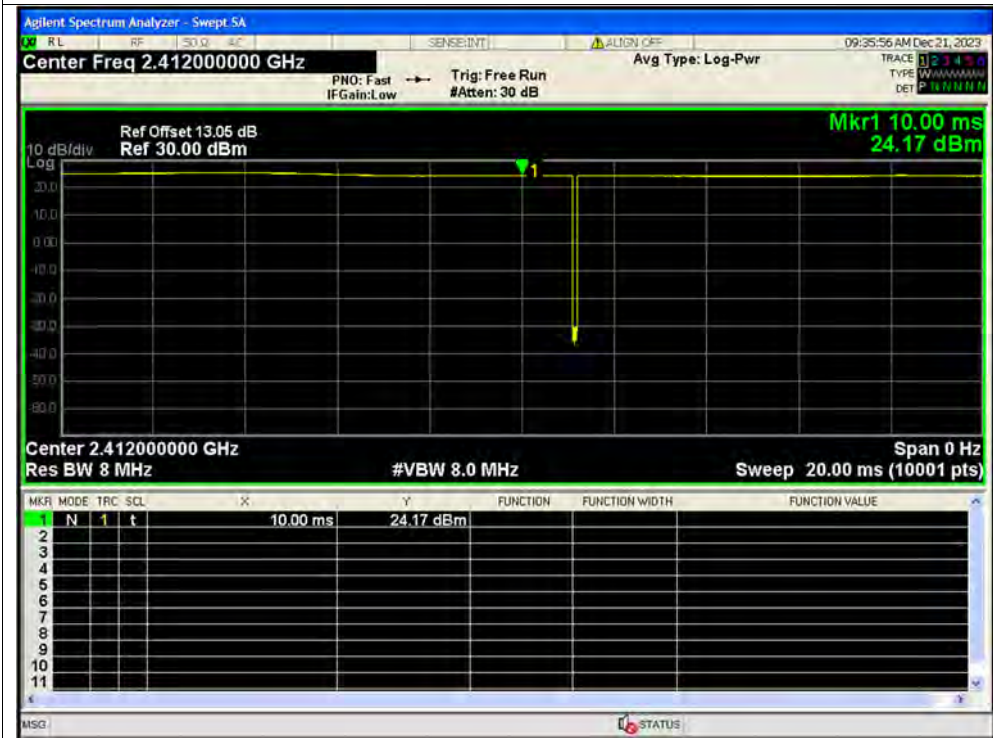 Agilent Spectrum Analyzer - Swept SA
RL RF 50 Ω AC SENSE:INT ALIGN OFF 09:35:56 AM Dec 21, 2023
Center Freq 2.412000000 GHz Avg Type: Log-Pwr TRACE 1 2 3 4 5 6
PNO: Fast Trig: Free Run TYPE W
IFGain:Low #Atten: 30 dB DET P N N N N N
Mkr1 10.00 ms
Ref Offset 13.05 dB
10 dB/div Ref 30.00 dBm 24.17 dBm
Log
1
20.0
10.0
0.00
-10.0
-20.0
-30.0
-40.0
-50.0
-60.0
Center 2.412000000 GHz Span 0 Hz
Res BW 8 MHz #VBW 8.0 MHz Sweep 20.00 ms (10001 pts)
MKR MODE TRC SCL X Y FUNCTION FUNCTION WIDTH FUNCTION VALUE
1 N 1 t 10.00 ms 24.17 dBm
2
3
4
5
6
7
8
9
10
11
MSG STATUS